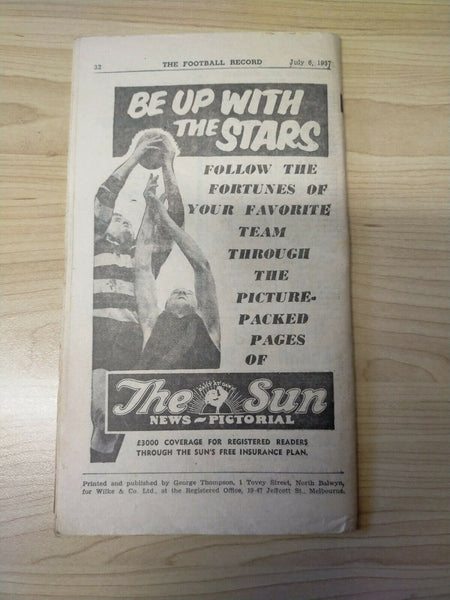 32 THE FOOTBALL RECORD July 6, 1957
BE UP WITH
THE STARS
FOLLOW THE
FORTUNES OF
YOUR FAVORITE
TEAM
THROUGH
THE
PICTURE-
PACKED
PAGES
OF
The Sun
NEWS-PICTORIAL
£3000 COVERAGE FOR REGISTERED READERS
THROUGH THE SUN'S FREE INSURANCE PLAN.
Printed and published by George Thompson, 1 Tovey Street, North Balwyn,
for Wilke & Co. Ltd., at the Registered Office, 19-47 Jeffcott St., Melbourne.